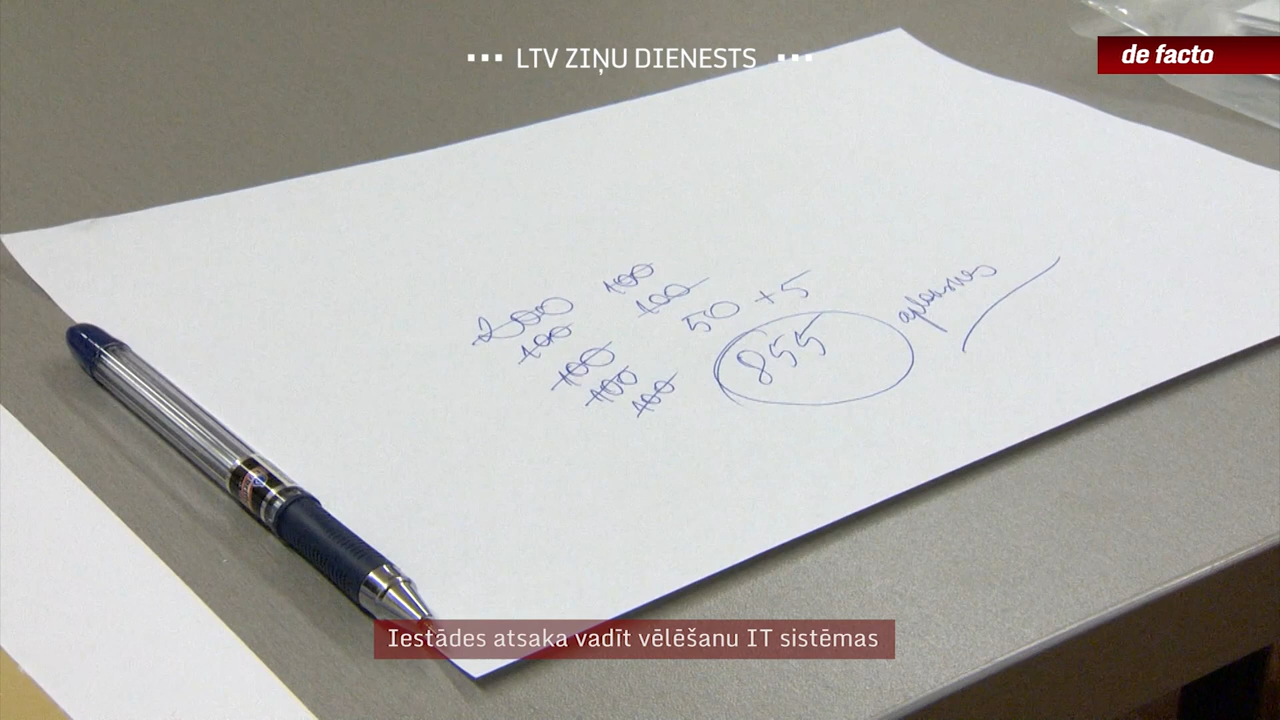 LTV ZIŅU DIENESTS
de facto
200 100
100 100 50 +5
100
100 855 aploksnes
100
Iestādes atsaka vadīt vēlēšanu IT sistēmas